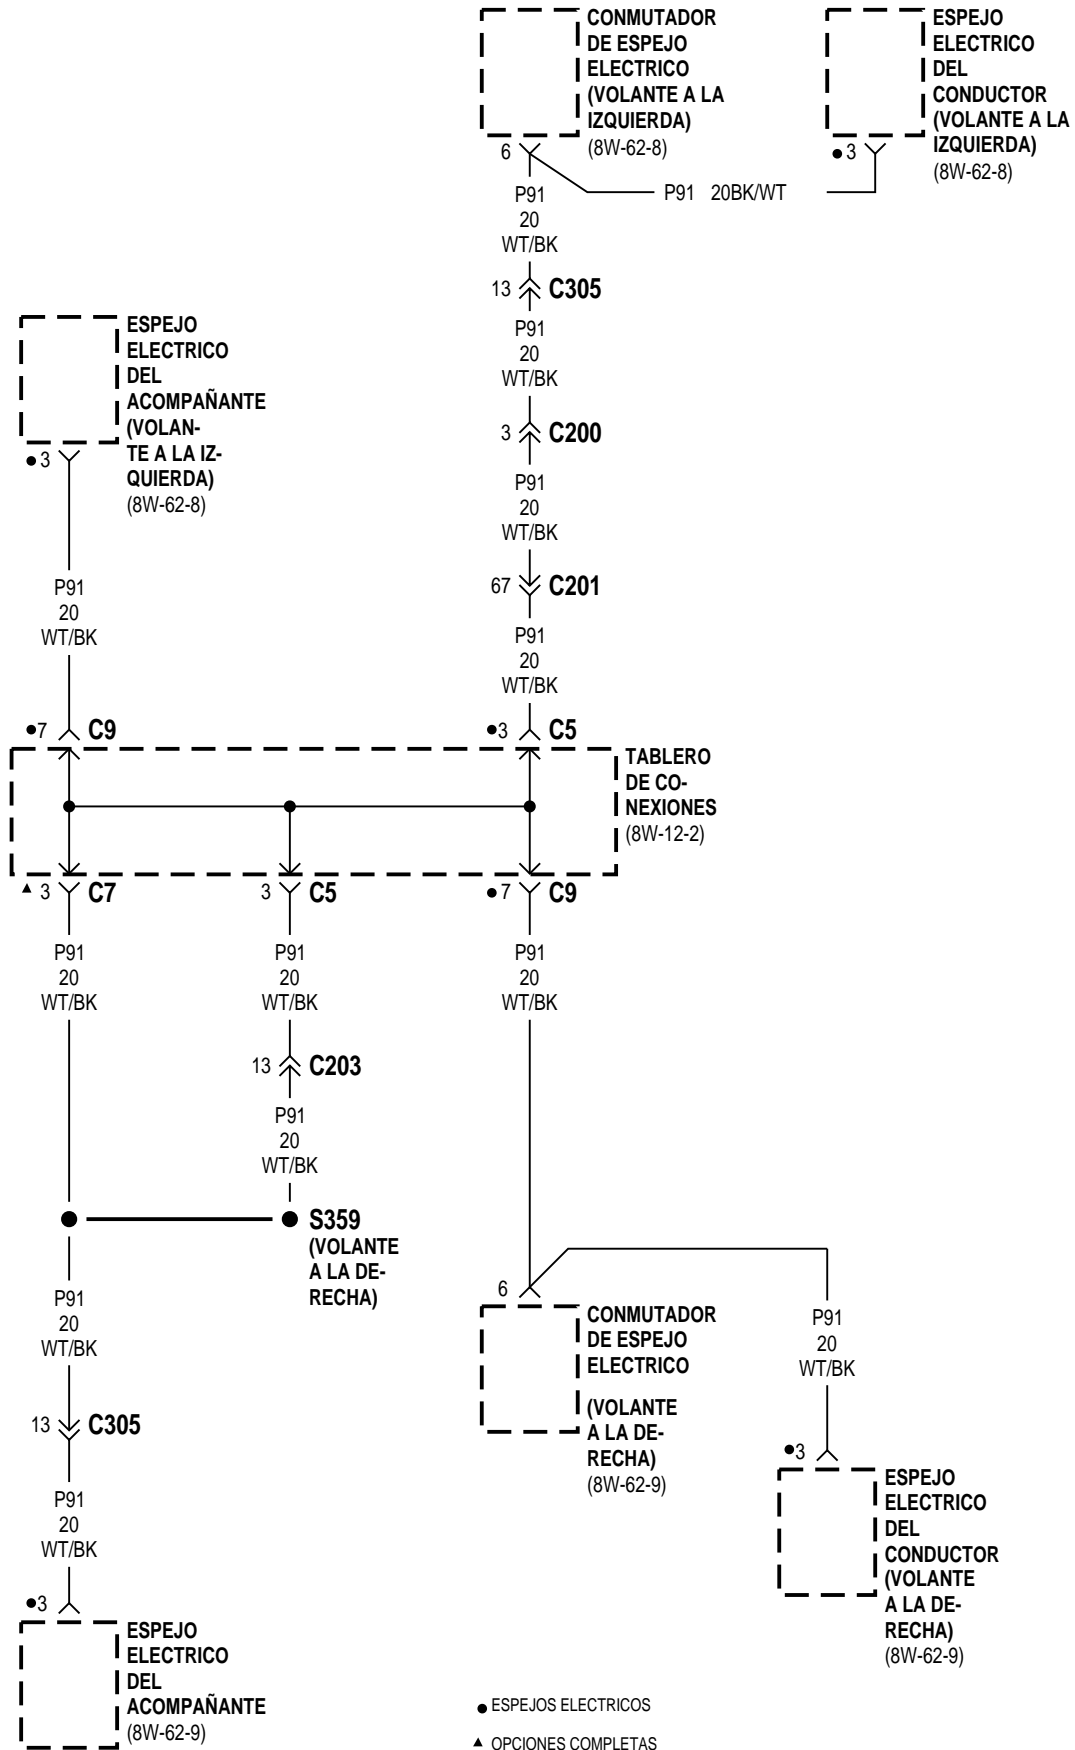 CONMUTADOR
DE ESPEJO
ELECTRICO
(VOLANTE A LA
IZQUIERDA)
(8W-62-8)
ESPEJO
ELECTRICO
DEL
CONDUCTOR
(VOLANTE A LA
IZQUIERDA)
(8W-62-8)
6
●3
P91 20BK/WT
P91
20
WT/BK
13 C305
P91
20
WT/BK
3 C200
P91
20
WT/BK
67 C201
P91
20
WT/BK
●3 C5
ESPEJO
ELECTRICO
DEL
ACOMPAÑANTE
(VOLAN-
TE A LA IZ-
QUIERDA)
(8W-62-8)
●3
P91
20
WT/BK
●7 C9
TABLERO
DE CO-
NEXIONES
(8W-12-2)
▲ 3 C7
3 C5
●7 C9
P91
20
WT/BK
P91
20
WT/BK
P91
20
WT/BK
13 C203
P91
20
WT/BK
S359
(VOLANTE
A LA DE-
RECHA)
P91
20
WT/BK
13 C305
P91
20
WT/BK
●3
ESPEJO
ELECTRICO
DEL
ACOMPAÑANTE
(8W-62-9)
6
CONMUTADOR
DE ESPEJO
ELECTRICO
(VOLANTE
A LA DE-
RECHA)
(8W-62-9)
P91
20
WT/BK
●3
ESPEJO
ELECTRICO
DEL
CONDUCTOR
(VOLANTE
A LA DE-
RECHA)
(8W-62-9)
● ESPEJOS ELECTRICOS
▲ OPCIONES COMPLETAS